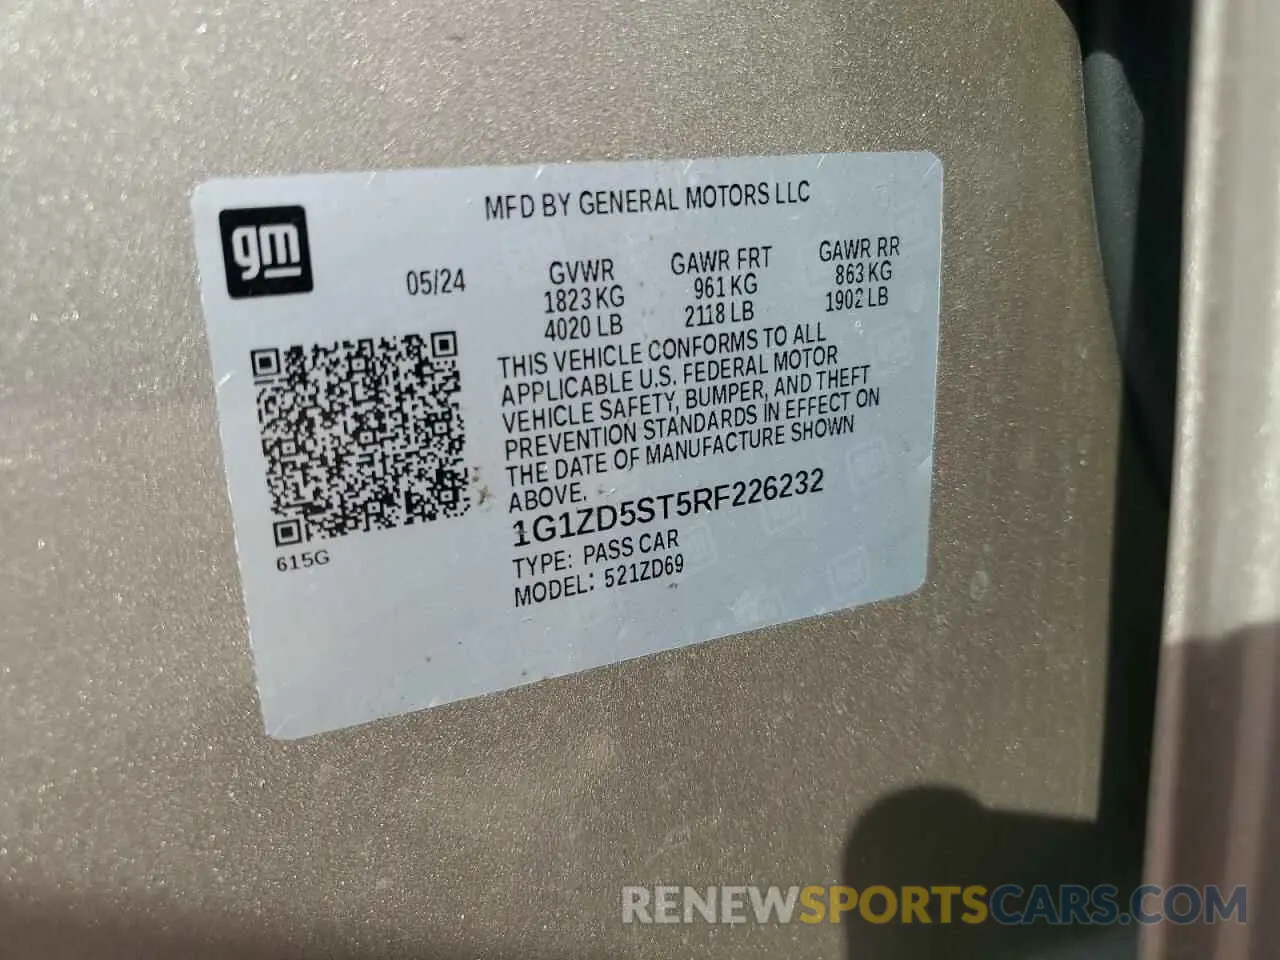 MFD BY GENERAL MOTORS LLC
gm
05/24
GVWR GAWR FRT GAWR RR
1823 KG 961 KG 863 KG
4020 LB 2118 LB 1902 LB
THIS VEHICLE CONFORMS TO ALL
APPLICABLE U.S. FEDERAL MOTOR
VEHICLE SAFETY, BUMPER, AND THEFT
PREVENTION STANDARDS IN EFFECT ON
THE DATE OF MANUFACTURE SHOWN
ABOVE.
1G1ZD5ST5RF226232
TYPE: PASS CAR
MODEL: 521ZD69
615G
RENEWSPORTSCARS.COM